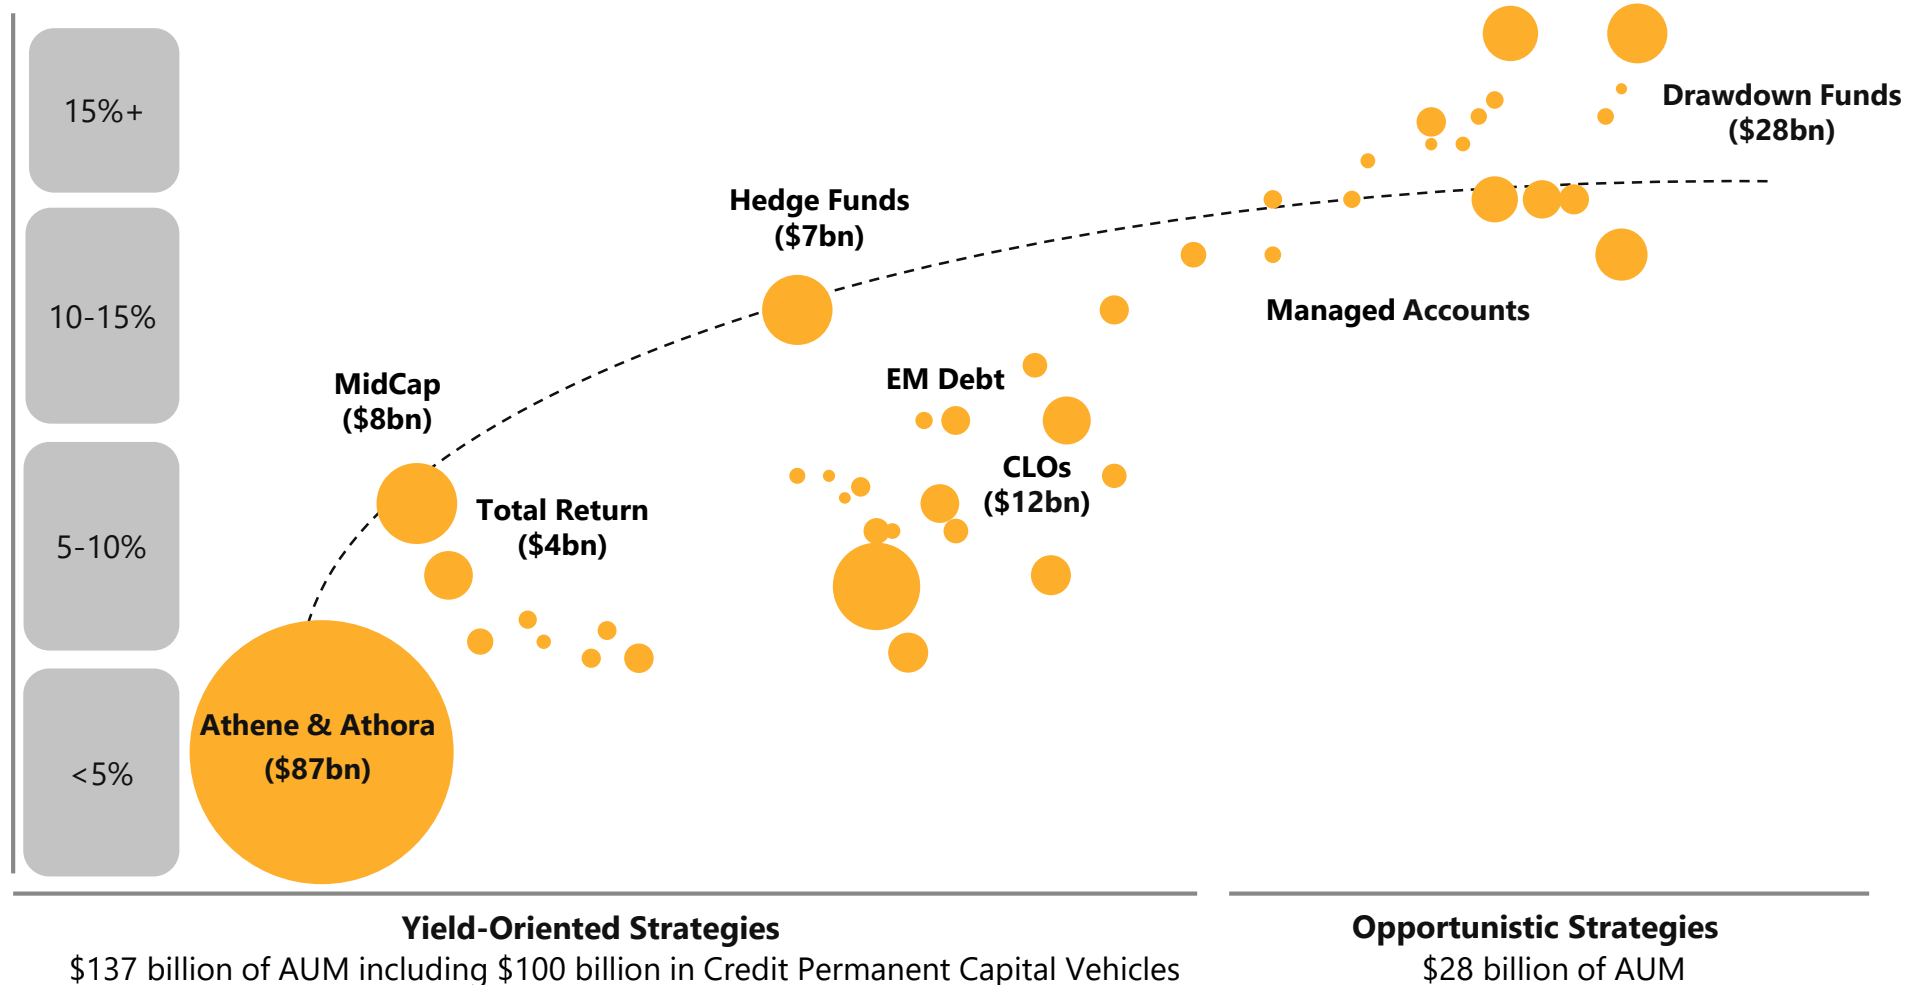 15%+
10-15%
5-10%
<5%
Drawdown Funds
($28bn)
Hedge Funds
($7bn)
Managed Accounts
MidCap
($8bn)
EM Debt
CLOs
($12bn)
Total Return
($4bn)
Athene & Athora
($87bn)
Yield-Oriented Strategies
$137 billion of AUM including $100 billion in Credit Permanent Capital Vehicles
Opportunistic Strategies
$28 billion of AUM